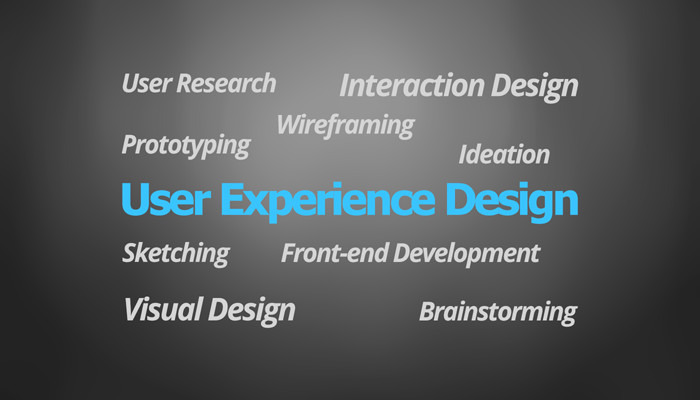 User Research
Interaction Design
Wireframing
Prototyping
Ideation
User Experience Design
Sketching
Front-end Development
Visual Design
Brainstorming